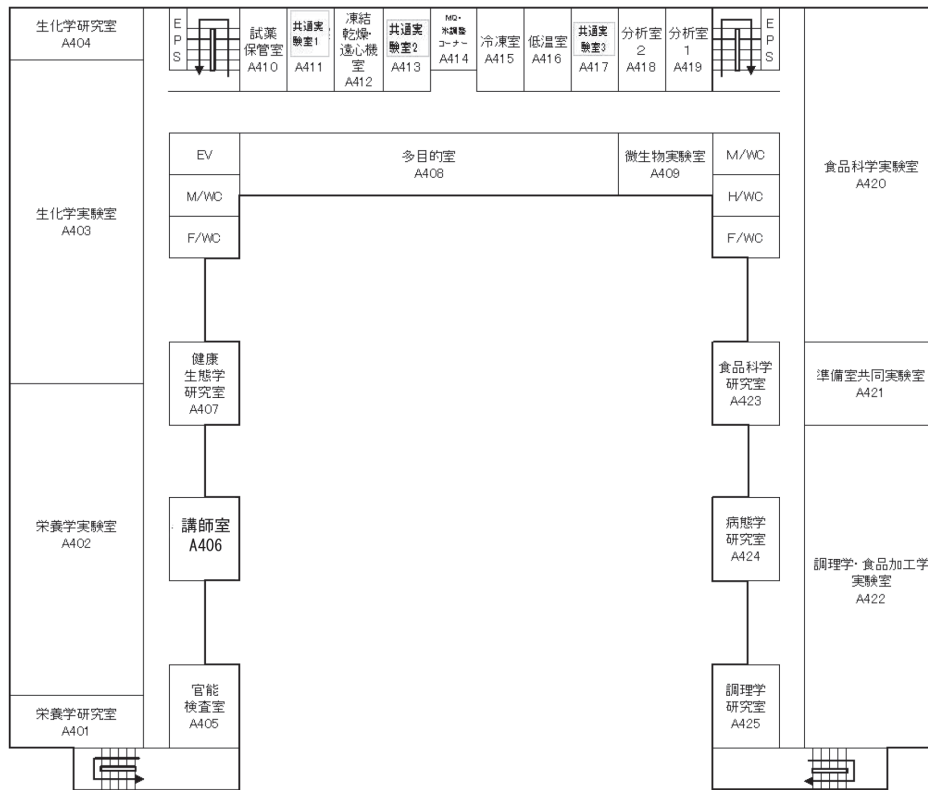 生化学研究室
A404
E
P
S
試薬
保管室
A410
共通実
験室1
A411
凍結
乾燥・
遠心機
室
A412
共通実
験室2
A413
MQ・
氷調整
コーナー
A414
冷凍室
A415
低温室
A416
共通実
験室3
A417
分析室
2
A418
分析室
1
A419
E
P
S
生化学実験室
A403
EV
M/WC
F/WC
多目的室
A408
微生物実験室
A409
M/WC
H/WC
F/WC
食品科学実験室
A420
健康
生態学
研究室
A407
食品科学
研究室
A423
準備室共同実験室
A421
栄養学実験室
A402
講師室
A406
病態学
研究室
A424
調理学・食品加工学
実験室
A422
栄養学研究室
A401
官能
検査室
A405
調理学
研究室
A425